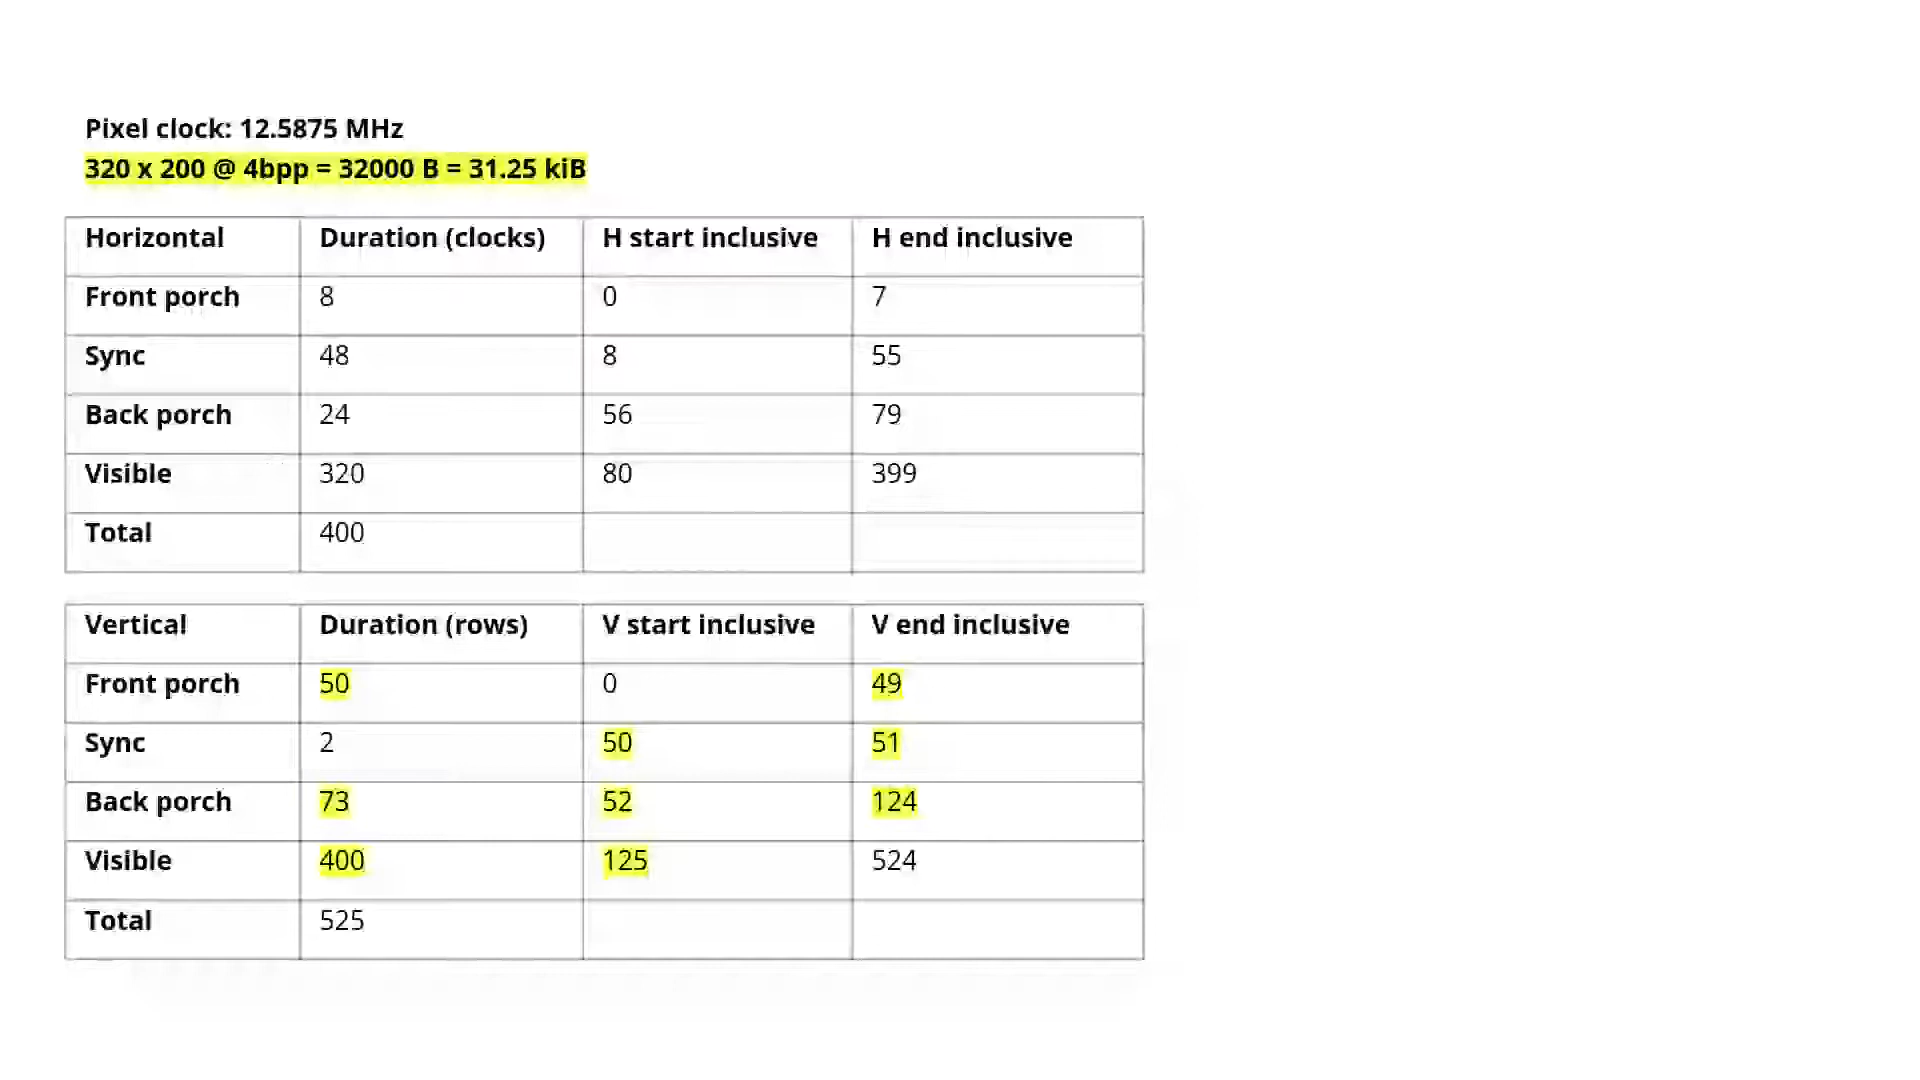 Pixel clock: 12.5875 MHz
320 x 200 @ 4bpp = 32000 B = 31.25 kiB
Horizontal Duration (clocks) H start inclusive H end inclusive
Front porch 8 0 7
Sync 48 8 55
Back porch 24 56 79
Visible 320 80 399
Total 400
Vertical Duration (rows) V start inclusive V end inclusive
Front porch 50 0 49
Sync 2 50 51
Back porch 73 52 124
Visible 400 125 524
Total 525